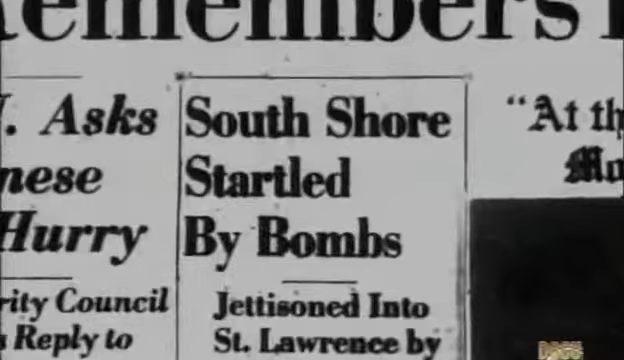 Remembers
. Asks
nese
Hurry
rity Council
Reply to
South Shore
Startled
By Bombs
Jettisoned Into
St. Lawrence by
"At th
Mo